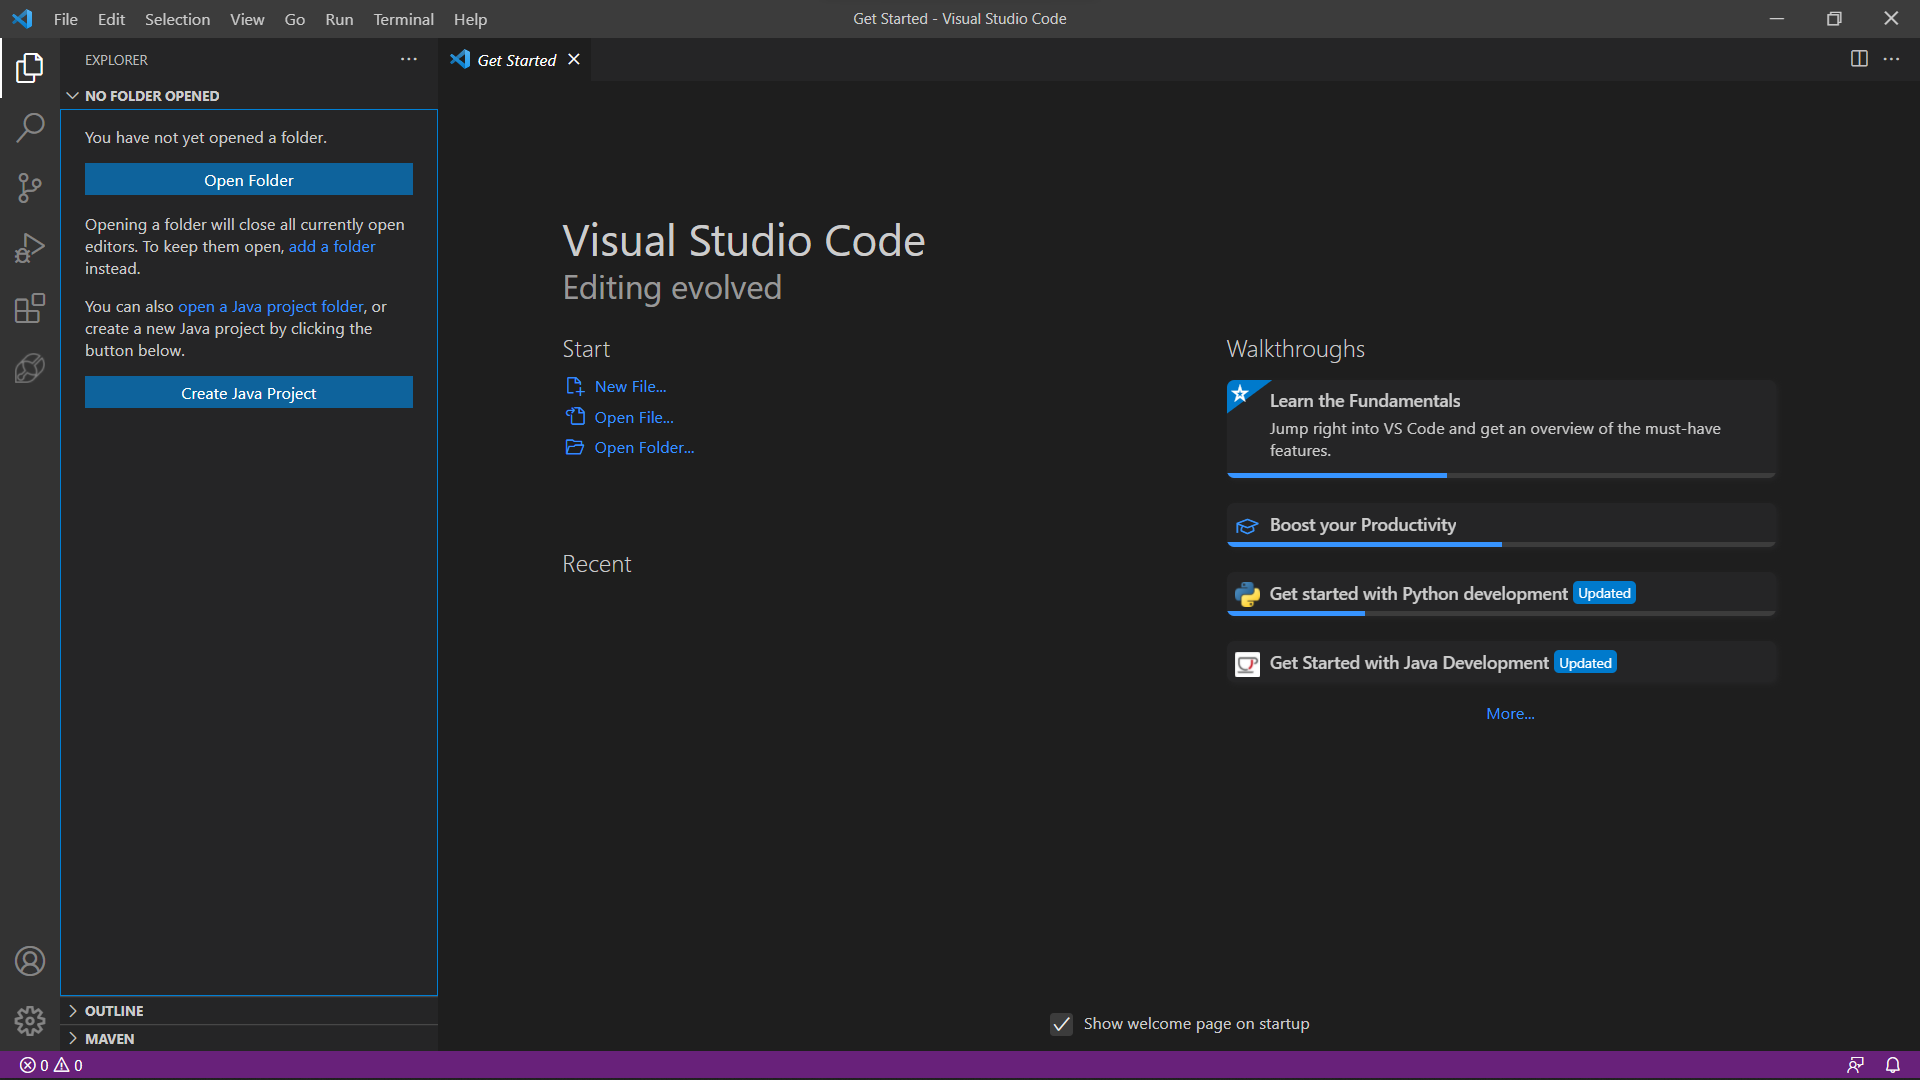 File Edit Selection View Go Run Terminal Help
Get Started - Visual Studio Code
EXPLORER
NO FOLDER OPENED
You have not yet opened a folder.
Open Folder
Opening a folder will close all currently open
editors. To keep them open, add a folder
instead.
You can also open a Java project folder, or
create a new Java project by clicking the
button below.
Create Java Project
OUTLINE
MAVEN
Get Started
Visual Studio Code
Editing evolved
Start
New File...
Open File...
Open Folder...
Recent
Walkthroughs
Learn the Fundamentals
Jump right into VS Code and get an overview of the must-have
features.
Boost your Productivity
Get started with Python development Updated
Get Started with Java Development Updated
More...
Show welcome page on startup
0 0